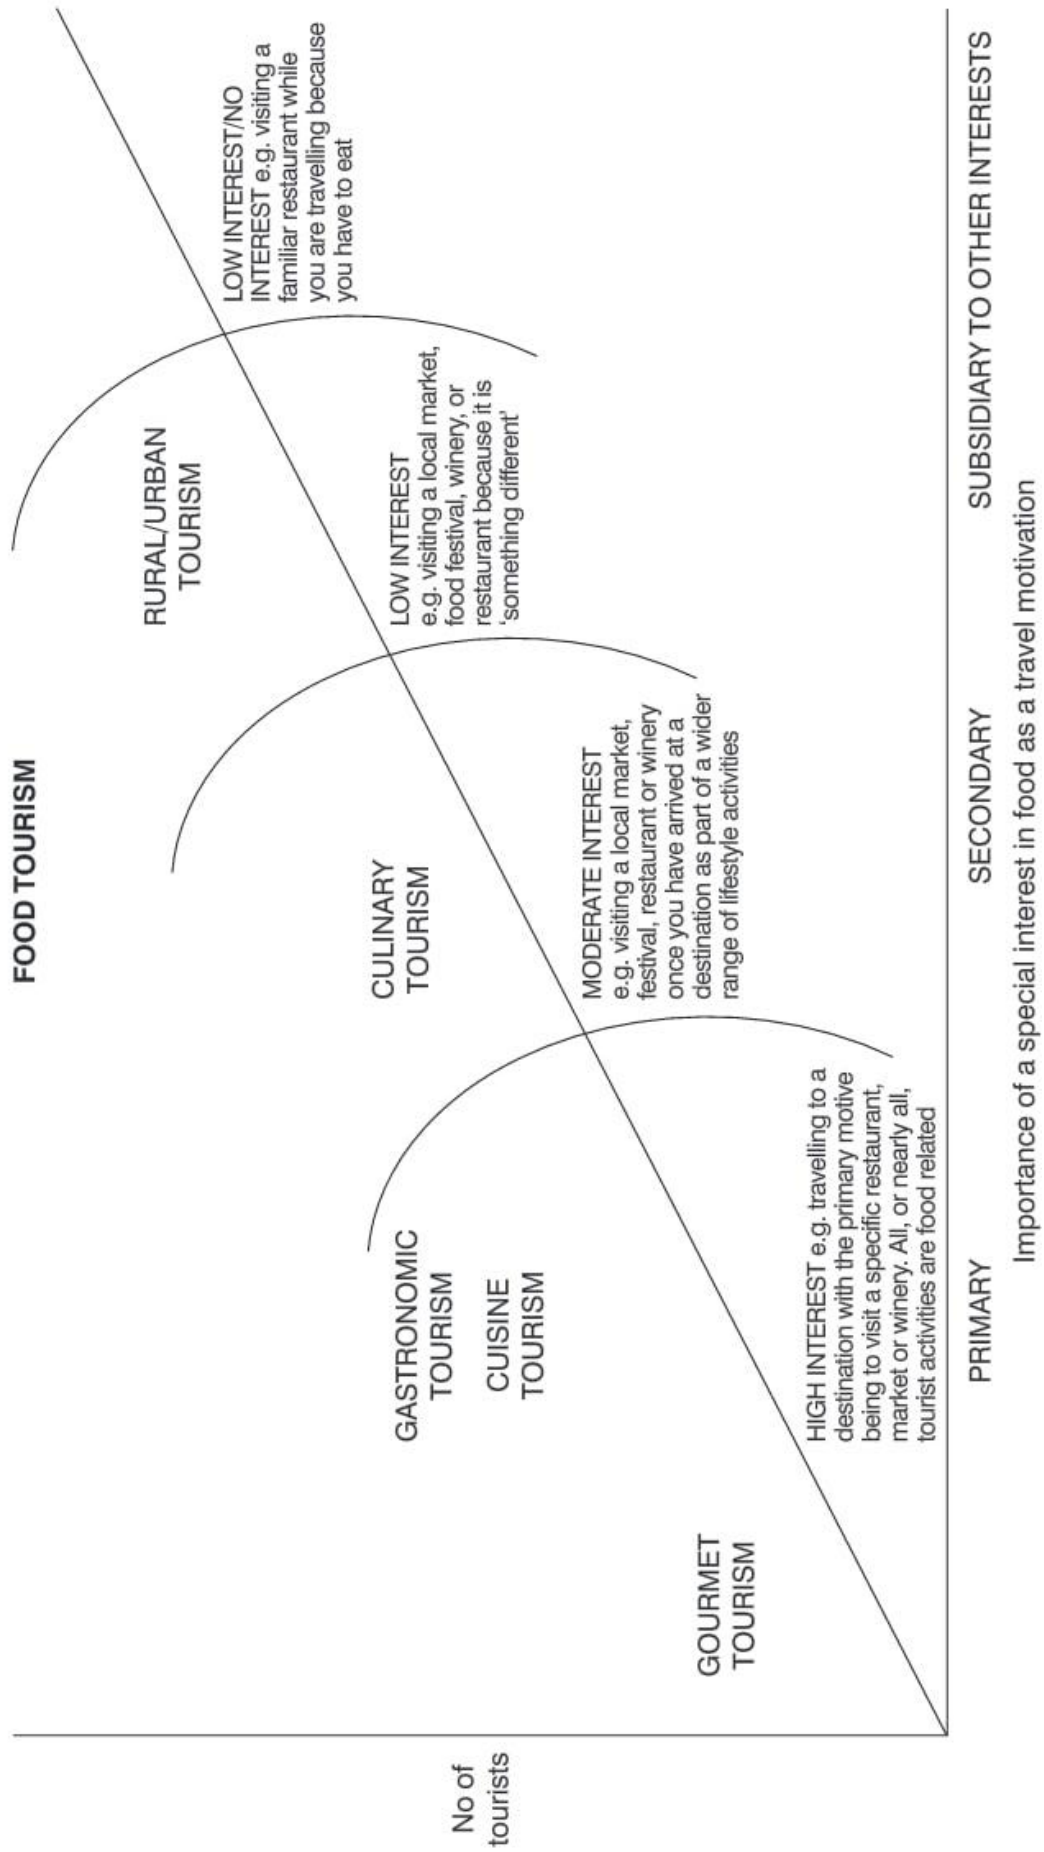 FOOD TOURISM
No of
tourists
GOURMET
TOURISM
GASTRONOMIC
TOURISM
CUISINE
TOURISM
CULINARY
TOURISM
RURAL/URBAN
TOURISM
HIGH INTEREST e.g. travelling to a
destination with the primary motive
being to visit a specific restaurant,
market or winery. All, or nearly all,
tourist activities are food related
MODERATE INTEREST
e.g. visiting a local market,
festival, restaurant or winery
once you have arrived at a
destination as part of a wider
range of lifestyle activities
LOW INTEREST
e.g. visiting a local market,
food festival, winery, or
restaurant because it is
‘something different’
LOW INTEREST/NO
INTEREST e.g. visiting a
familiar restaurant while
you are travelling because
you have to eat
PRIMARY
SECONDARY
SUBSIDIARY TO OTHER INTERESTS
Importance of a special interest in food as a travel motivation